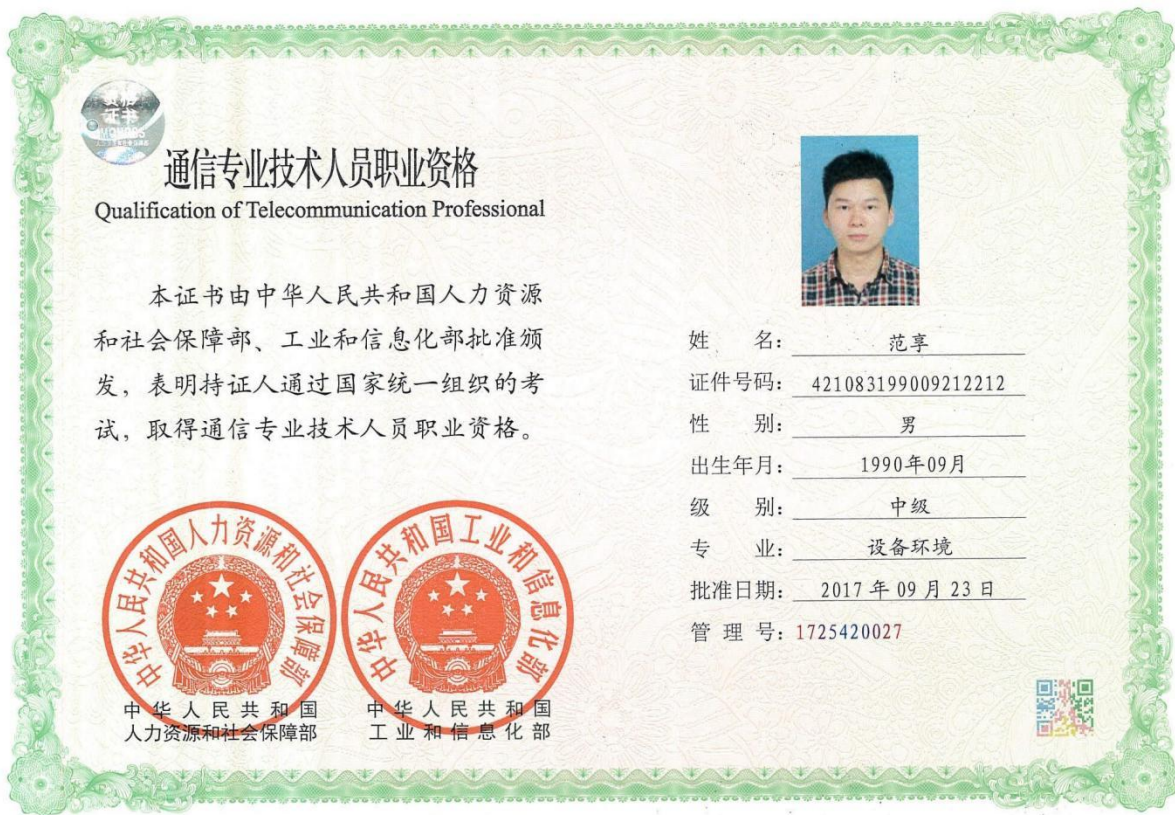 资格
证书
MOHRSS
通信专业技术人员职业资格
Qualification of Telecommunication Professional
本证书由中华人民共和国人力资源
和社会保障部、工业和信息化部批准颁
发，表明持证人通过国家统一组织的考
试，取得通信专业技术人员职业资格。
中华人民共和国人力资源和社会保障部
中华人民共和国
人力资源和社会保障部
中华人民共和国工业和信息化部
中华人民共和国
工业和信息化部
姓 名： 范享
证件号码： 421083199009212212
性 别： 男
出生年月： 1990年09月
级 别： 中级
专 业： 设备环境
批准日期： 2017 年 09 月 23 日
管 理 号：1725420027